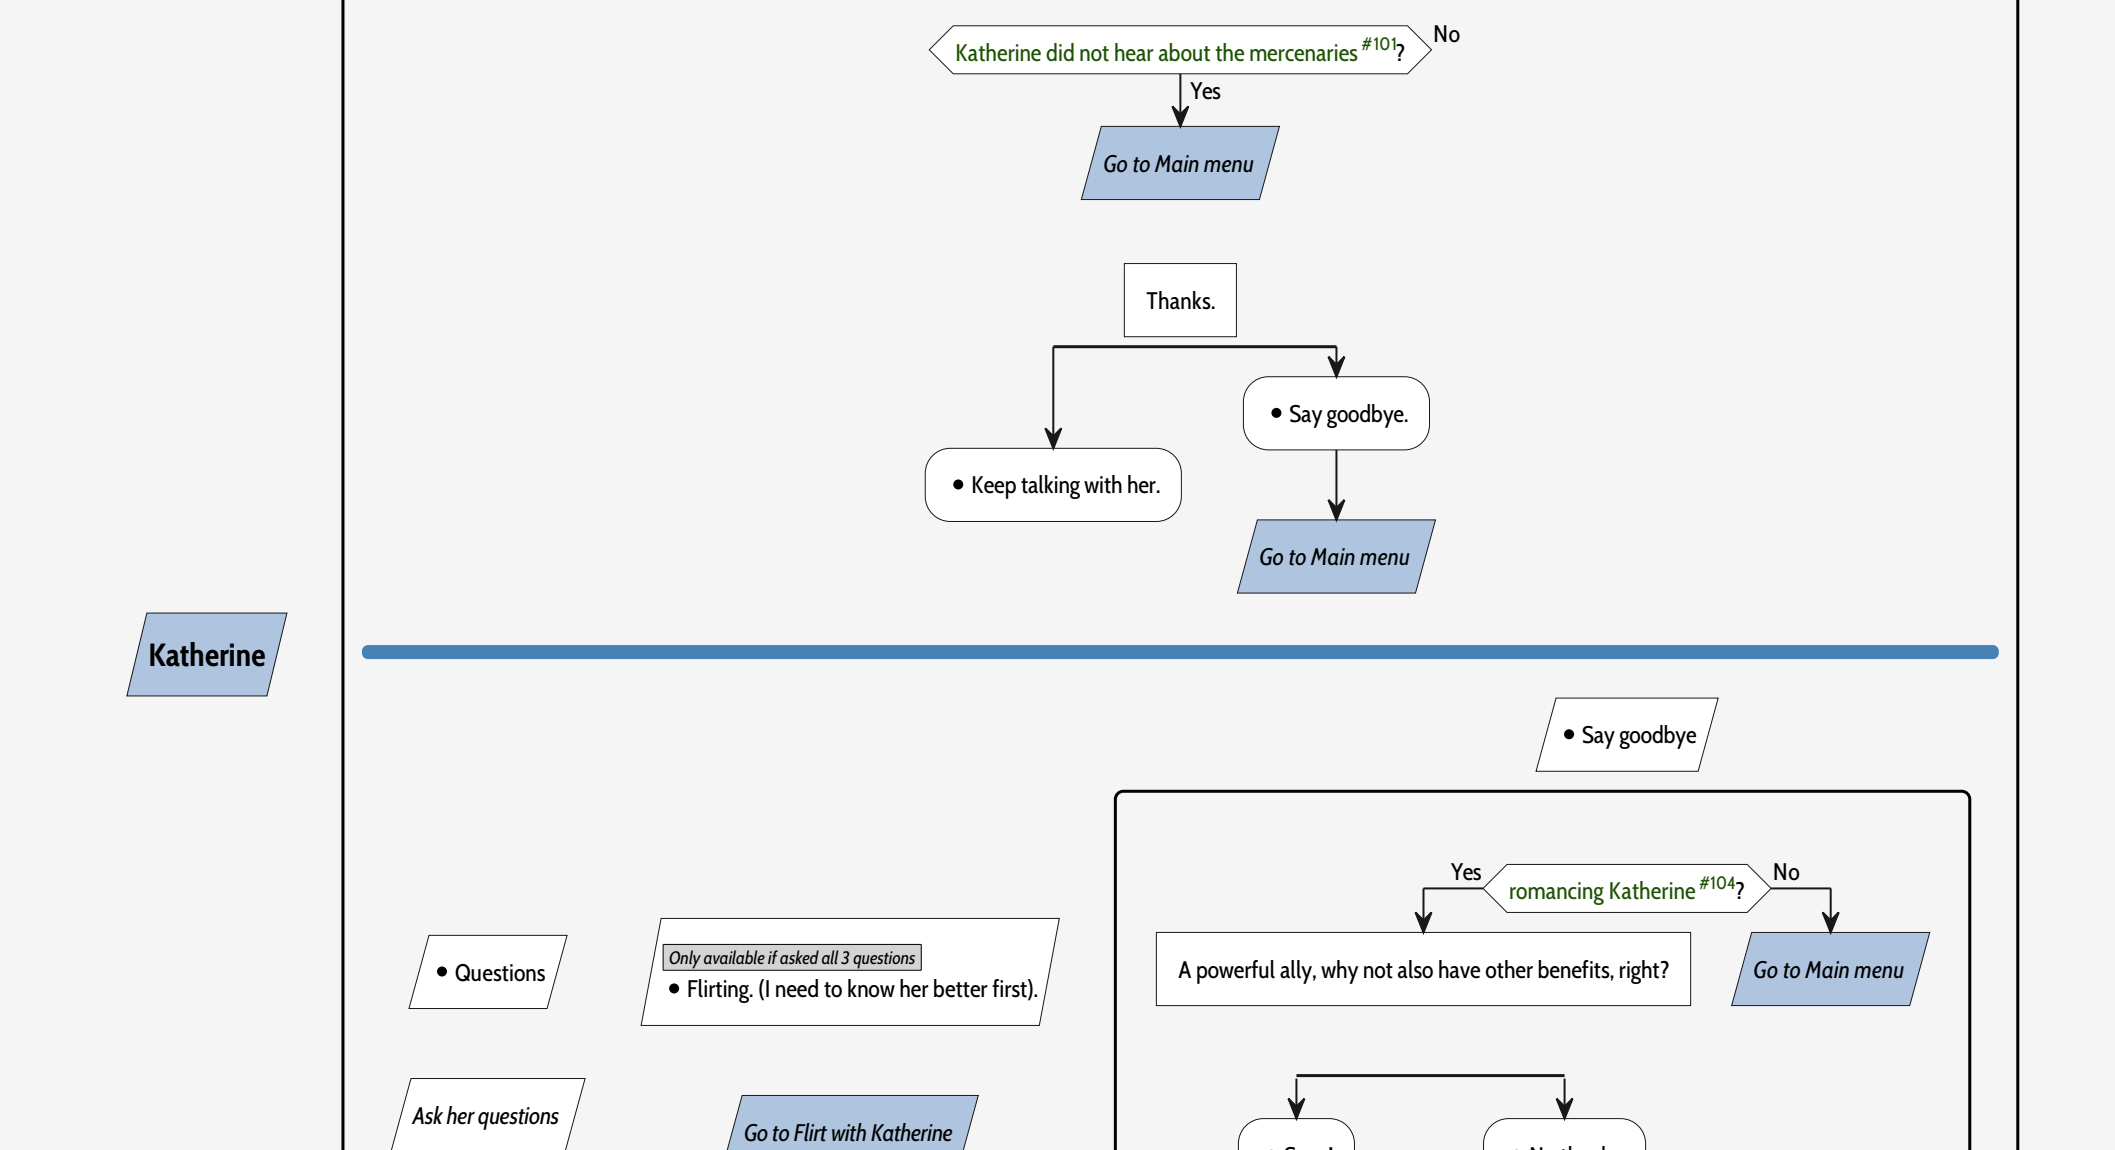 Katherine did not hear about the mercenaries #101?
No
Yes
Go to Main menu
Thanks.
• Say goodbye.
• Keep talking with her.
Go to Main menu
Katherine
• Say goodbye
Yes
romancing Katherine #104?
No
A powerful ally, why not also have other benefits, right?
Go to Main menu
• Questions
Only available if asked all 3 questions
• Flirting. (I need to know her better first).
Ask her questions
Go to Flirt with Katherine